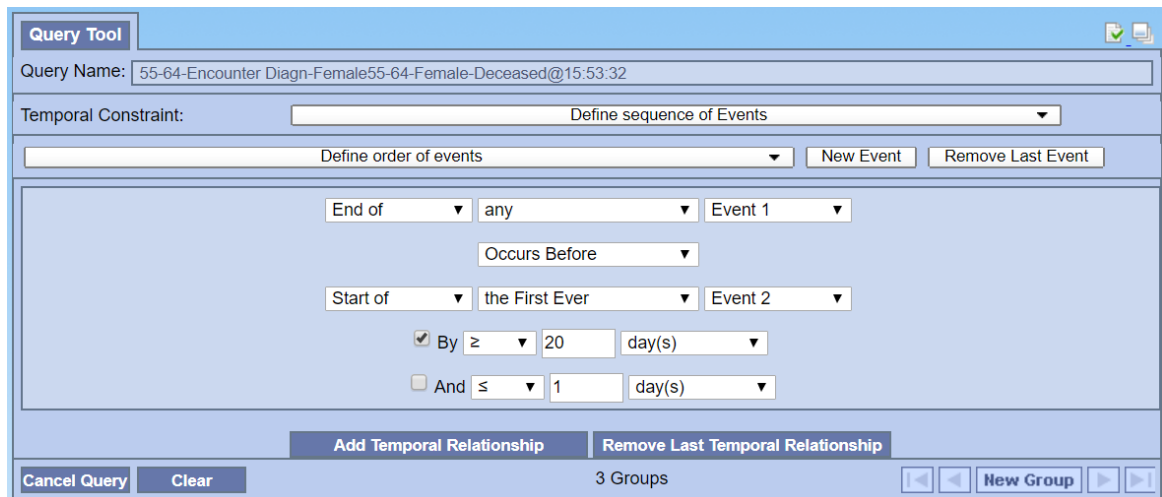 Query Tool
Query Name: 55-64-Encounter Diagn-Female55-64-Female-Deceased@15:53:32
Temporal Constraint: Define sequence of Events
Define order of events New Event Remove Last Event
End of any Event 1
Occurs Before
Start of the First Ever Event 2
By ≥ 20 day(s)
And ≤ 1 day(s)
Add Temporal Relationship Remove Last Temporal Relationship
Cancel Query Clear 3 Groups New Group